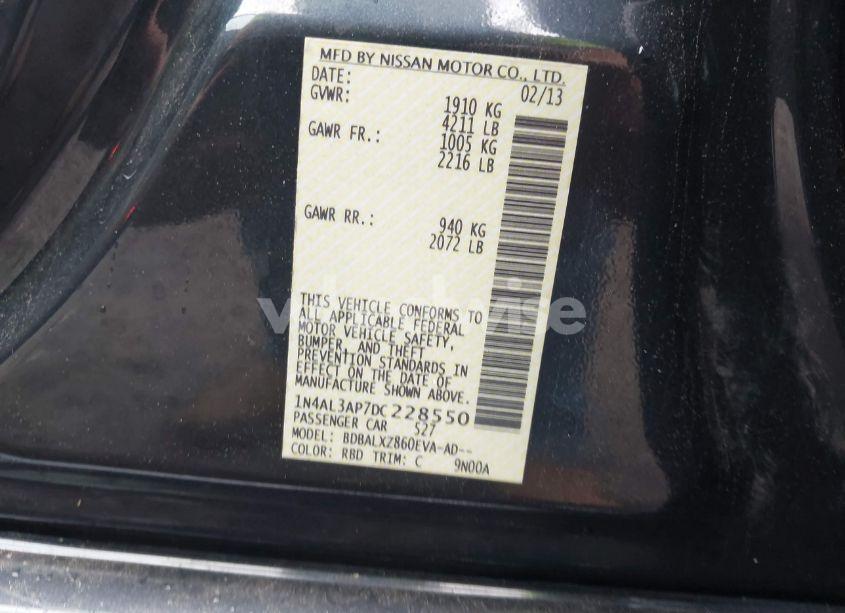 MFD BY NISSAN MOTOR CO., LTD.
DATE: 02/13
GVWR: 1910 KG
4211 LB
GAWR FR.: 1005 KG
2216 LB
GAWR RR.: 940 KG
2072 LB
THIS VEHICLE CONFORMS TO
ALL APPLICABLE FEDERAL
MOTOR VEHICLE SAFETY,
BUMPER, AND THEFT
PREVENTION STANDARDS IN
EFFECT ON THE DATE OF
MANUFACTURE SHOWN ABOVE.
1N4AL3AP7DC228550
PASSENGER CAR 527
MODEL: BDBALXZ860EVA-AD--
COLOR: RBD TRIM: C 9N00A